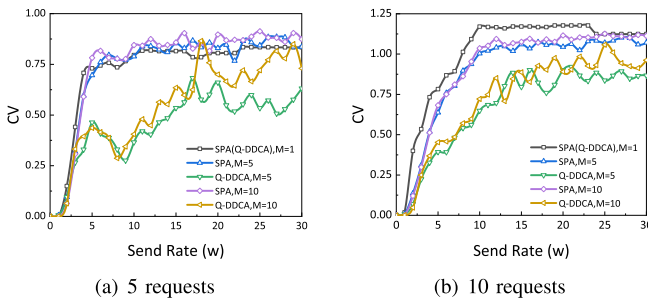 1.00
0.75
0.50
0.25
0.00
CV
0 5 10 15 20 25 30
Send Rate (w)
SPA(Q-DDCA),M=1
SPA,M=5
Q-DDCA,M=5
SPA,M=10
Q-DDCA,M=10
(a) 5 requests
1.25
1.00
0.75
0.50
0.25
0.00
CV
0 5 10 15 20 25 30
Send Rate (w)
SPA(Q-DDCA),M=1
SPA,M=5
Q-DDCA,M=5
SPA,M=10
Q-DDCA,M=10
(b) 10 requests